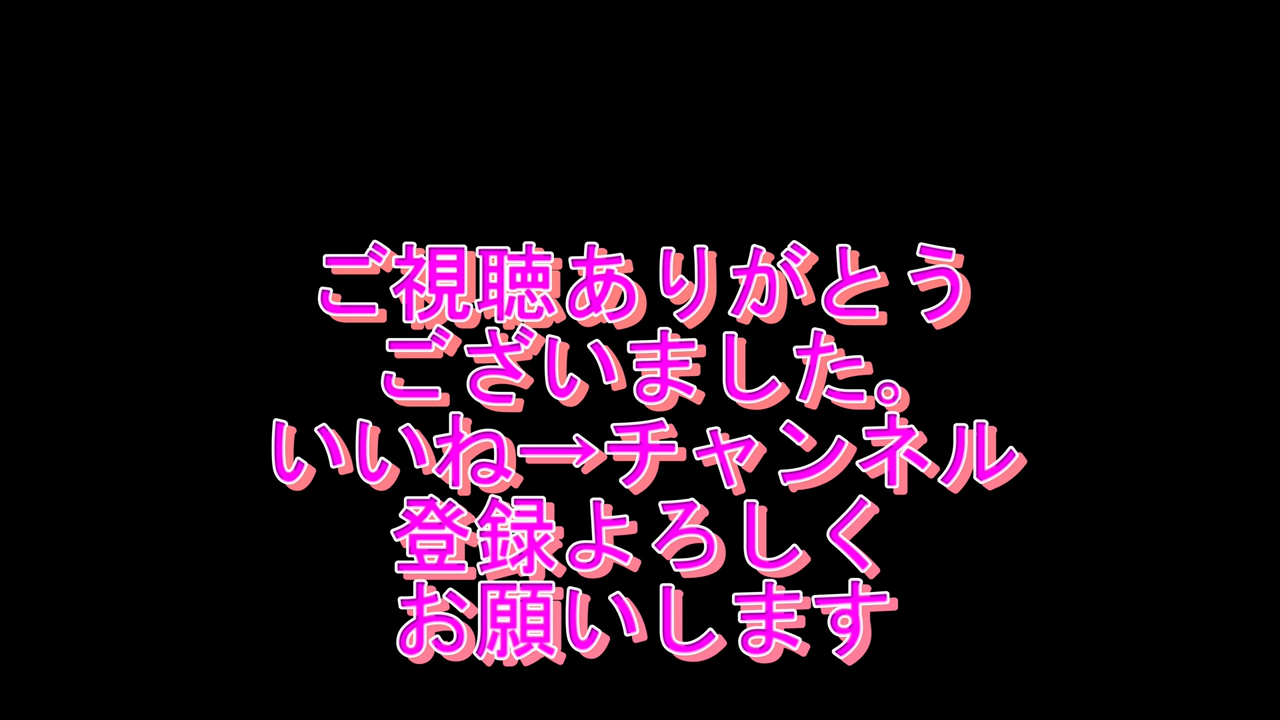 ご視聴ありがとう
ございました。
いいね→チャンネル
登録よろしく
お願いします